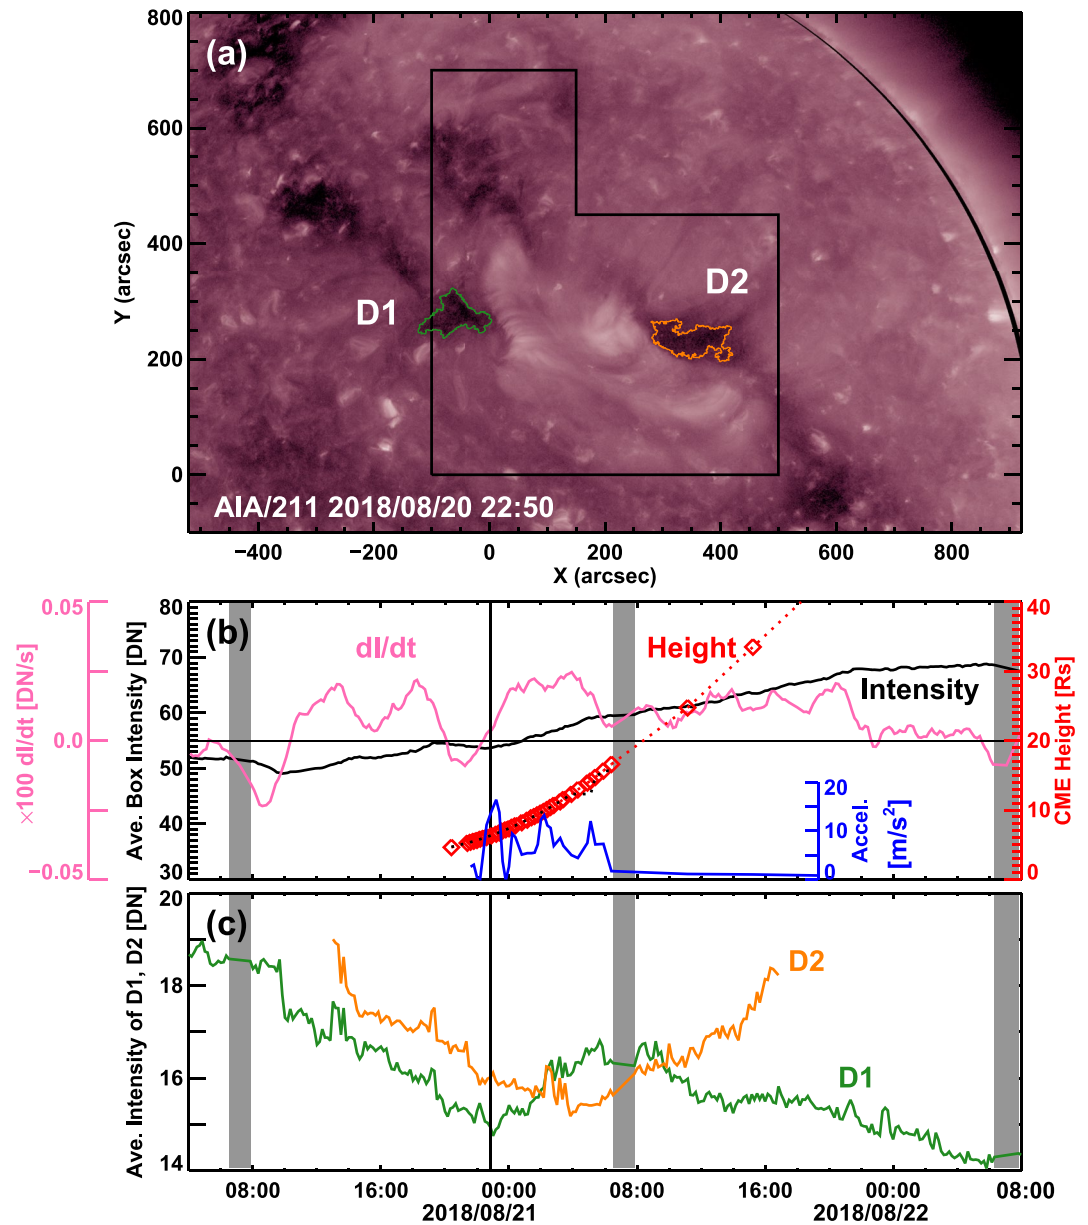 800
(a)
600
Y (arcsec)
400
D1
D2
200
0
AIA/211 2018/08/20 22:50
−400 −200 0 200 400 600 800
X (arcsec)
0.05
0.0
−0.05
×100 dI/dt [DN/s]
80
70
60
50
40
30
Ave. Box Intensity [DN]
(b)
dI/dt
Height
Intensity
20
10
0
Accel.
[m/s²]
40
30
20
10
0
CME Height [Rs]
20
18
16
14
Ave. Intensity of D1, D2 [DN]
(c)
D2
D1
08:00 16:00 00:00 08:00 16:00 00:00 08:00
2018/08/21 2018/08/22